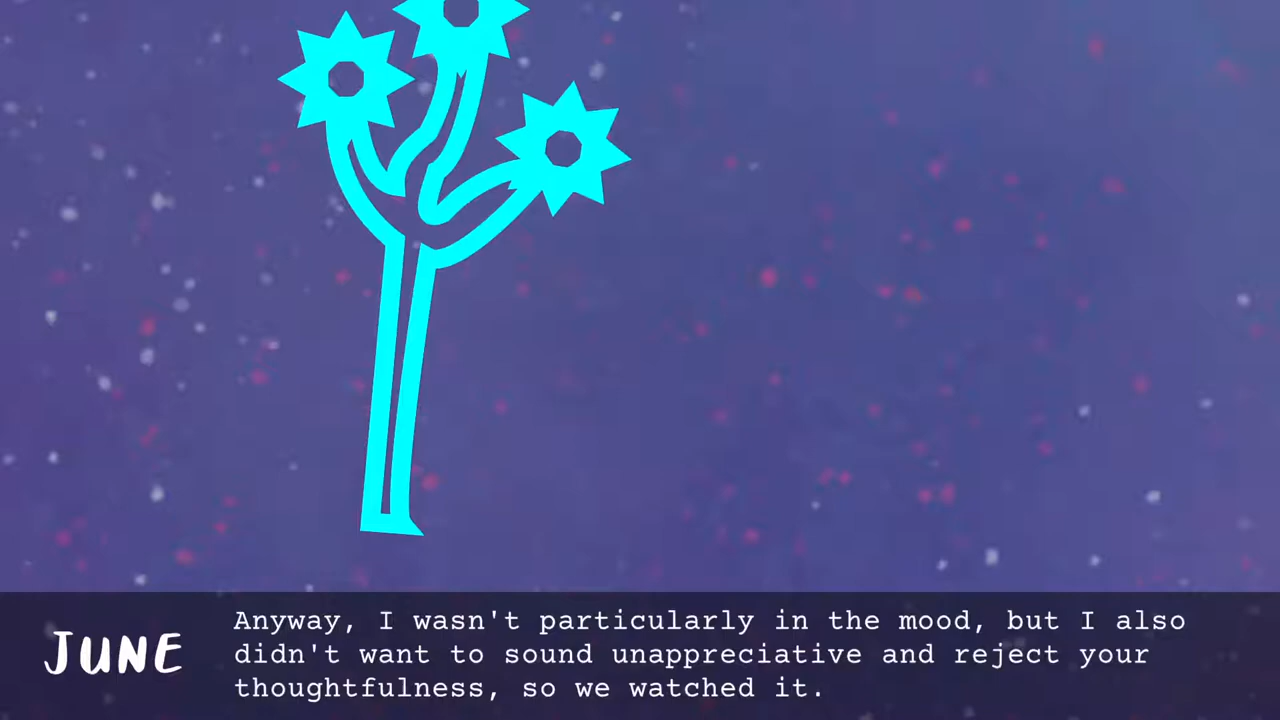 JUNE
Anyway, I wasn't particularly in the mood, but I also
didn't want to sound unappreciative and reject your
thoughtfulness, so we watched it.